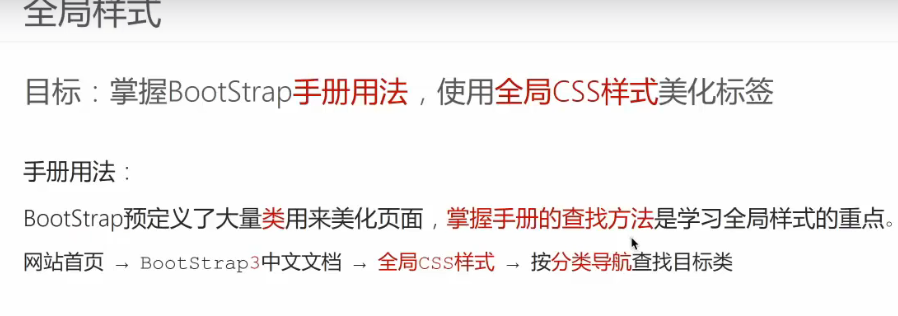 全局样式
目标：掌握BootStrap手册用法，使用全局CSS样式美化标签
手册用法：
BootStrap预定义了大量类用来美化页面，掌握手册的查找方法是学习全局样式的重点。
网站首页 → BootStrap3中文文档 → 全局CSS样式 → 按分类导航查找目标类